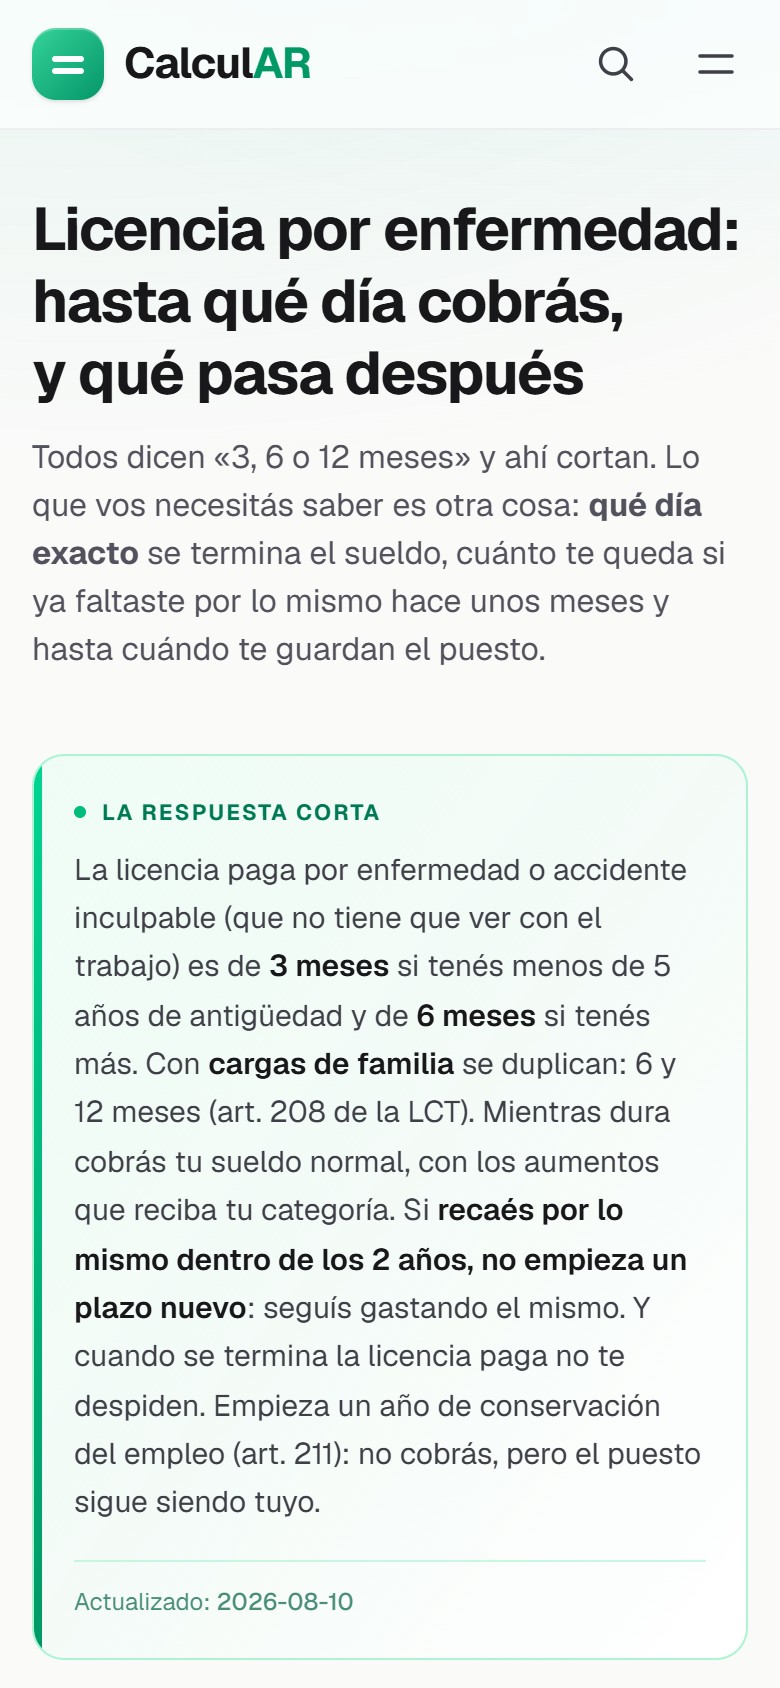 CalculAR
Licencia por enfermedad:
hasta qué día cobrás,
y qué pasa después
Todos dicen «3, 6 o 12 meses» y ahí cortan. Lo
que vos necesitás saber es otra cosa: qué día
exacto se termina el sueldo, cuánto te queda si
ya faltaste por lo mismo hace unos meses y
hasta cuándo te guardan el puesto.
LA RESPUESTA CORTA
La licencia paga por enfermedad o accidente
inculpable (que no tiene que ver con el
trabajo) es de 3 meses si tenés menos de 5
años de antigüedad y de 6 meses si tenés
más. Con cargas de familia se duplican: 6 y
12 meses (art. 208 de la LCT). Mientras dura
cobrás tu sueldo normal, con los aumentos
que reciba tu categoría. Si recaés por lo
mismo dentro de los 2 años, no empieza un
plazo nuevo: seguís gastando el mismo. Y
cuando se termina la licencia paga no te
despiden. Empieza un año de conservación
del empleo (art. 211): no cobrás, pero el puesto
sigue siendo tuyo.
Actualizado: 2026-08-10